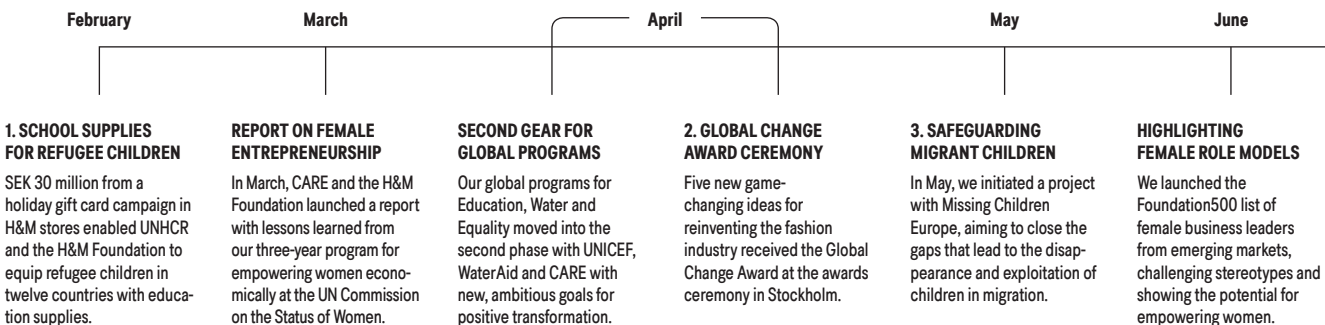 February
March
April
May
June
1. SCHOOL SUPPLIES
FOR REFUGEE CHILDREN
SEK 30 million from a
holiday gift card campaign in
H&M stores enabled UNHCR
and the H&M Foundation to
equip refugee children in
twelve countries with educa-
tion supplies.
REPORT ON FEMALE
ENTREPRENEURSHIP
In March, CARE and the H&M
Foundation launched a report
with lessons learned from
our three-year program for
empowering women econo-
mically at the UN Commission
on the Status of Women.
SECOND GEAR FOR
GLOBAL PROGRAMS
Our global programs for
Education, Water and
Equality moved into the
second phase with UNICEF,
WaterAid and CARE with
new, ambitious goals for
positive transformation.
2. GLOBAL CHANGE
AWARD CEREMONY
Five new game-
changing ideas for
reinventing the fashion
industry received the Global
Change Award at the awards
ceremony in Stockholm.
3. SAFEGUARDING
MIGRANT CHILDREN
In May, we initiated a project
with Missing Children
Europe, aiming to close the
gaps that lead to the disap-
pearance and exploitation of
children in migration.
HIGHLIGHTING
FEMALE ROLE MODELS
We launched the
Foundation500 list of
female business leaders
from emerging markets,
challenging stereotypes and
showing the potential for
empowering women.